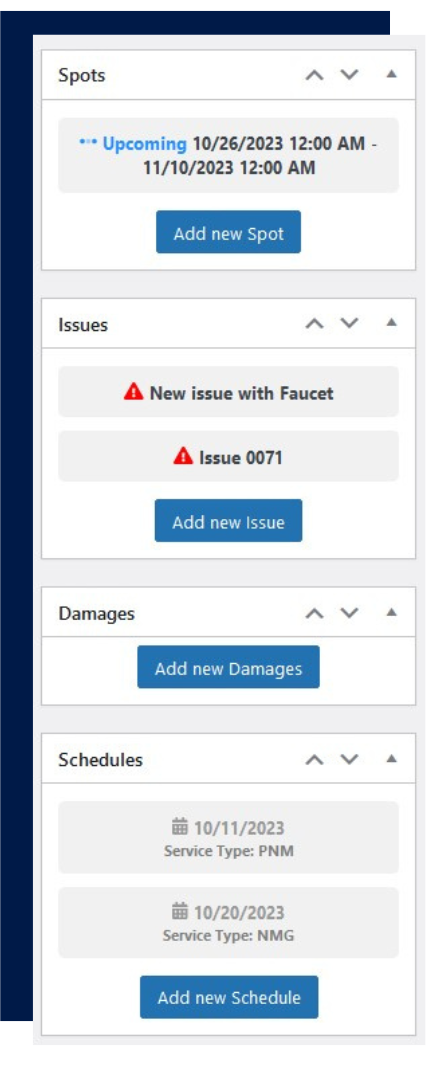 Spots
Upcoming 10/26/2023 12:00 AM -
11/10/2023 12:00 AM
Add new Spot
Issues
New issue with Faucet
Issue 0071
Add new Issue
Damages
Add new Damages
Schedules
10/11/2023
Service Type: PNM
10/20/2023
Service Type: NMG
Add new Schedule